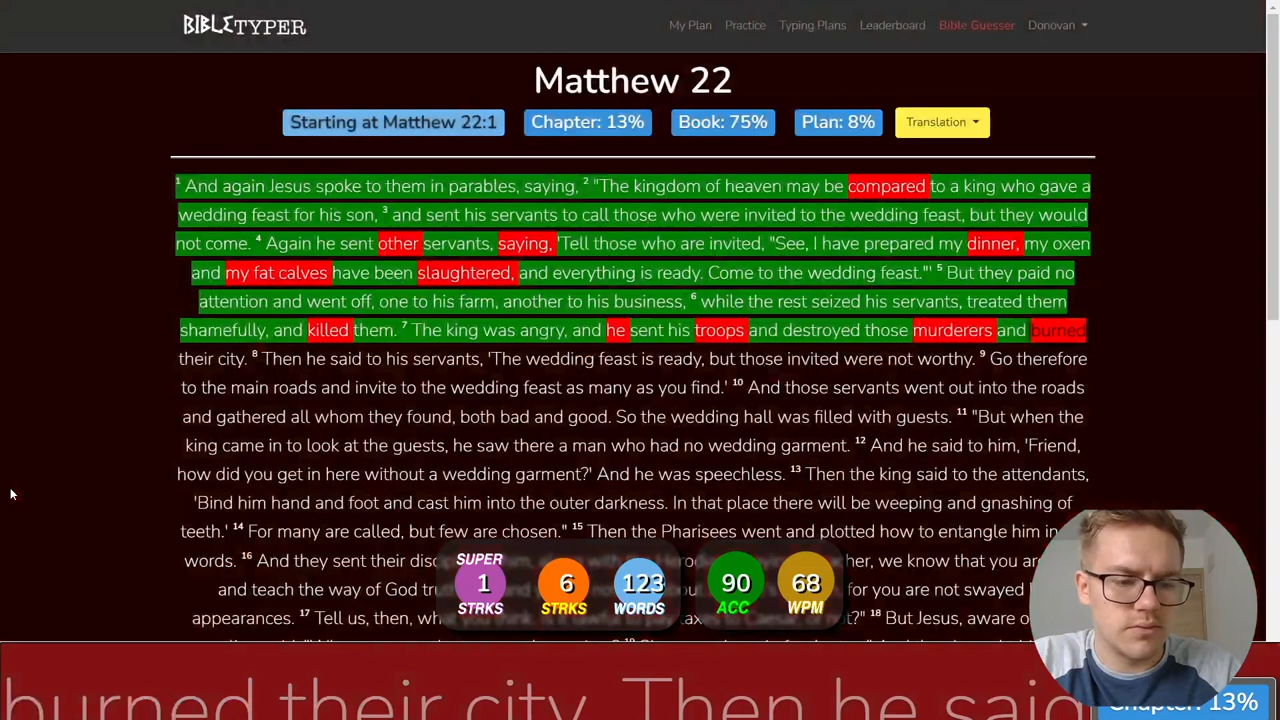 BIBLETYPER
My Plan Practice Typing Plans Leaderboard Bible Guesser Donovan
Matthew 22
Starting at Matthew 22:1 Chapter: 13% Book: 75% Plan: 8% Translation
1 And again Jesus spoke to them in parables, saying, 2 "The kingdom of heaven may be compared to a king who gave a
wedding feast for his son, 3 and sent his servants to call those who were invited to the wedding feast, but they would
not come. 4 Again he sent other servants, saying, 'Tell those who are invited, "See, I have prepared my dinner, my oxen
and my fat calves have been slaughtered, and everything is ready. Come to the wedding feast."' 5 But they paid no
attention and went off, one to his farm, another to his business, 6 while the rest seized his servants, treated them
shamefully, and killed them. 7 The king was angry, and he sent his troops and destroyed those murderers and burned
their city. 8 Then he said to his servants, 'The wedding feast is ready, but those invited were not worthy. 9 Go therefore
to the main roads and invite to the wedding feast as many as you find.' 10 And those servants went out into the roads
and gathered all whom they found, both bad and good. So the wedding hall was filled with guests. 11 "But when the
king came in to look at the guests, he saw there a man who had no wedding garment. 12 And he said to him, 'Friend,
how did you get in here without a wedding garment?' And he was speechless. 13 Then the king said to the attendants,
'Bind him hand and foot and cast him into the outer darkness. In that place there will be weeping and gnashing of
teeth.' 14 For many are called, but few are chosen." 15 Then the Pharisees went and plotted how to entangle him in
words. 16 And they sent their we know that you
and teach the way of God for you are not swayed
appearances. 17 Tell us, then, 18 But Jesus, aware
SUPER 1 STRKS
6 STRKS
123 WORDS
90 ACC
68 WPM
burned their city. Then he said
Chapter: 13%